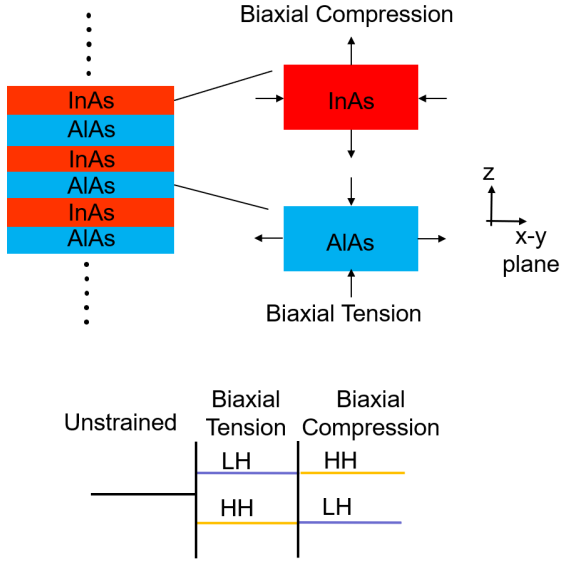 Biaxial Compression
InAs
AlAs
InAs
AlAs
InAs
AlAs
InAs
AlAs
Biaxial Tension
z
x-y
plane
Unstrained
Biaxial
Tension
Biaxial
Compression
LH
HH
HH
LH